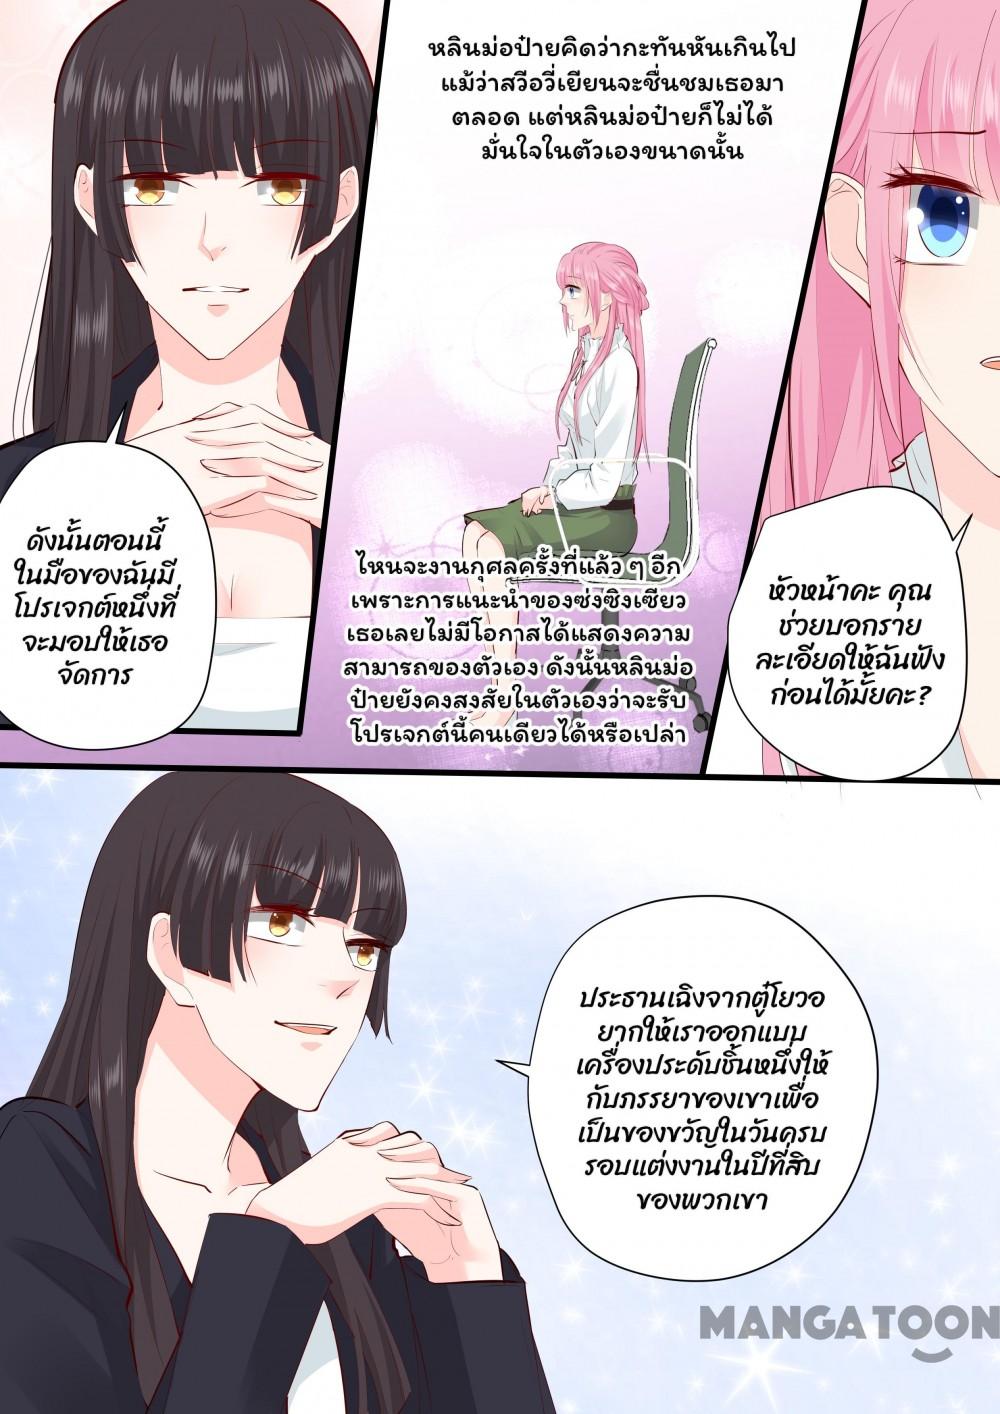 หลินม่อป๋ายคิดว่ากะทันหันเกินไป
แม้ว่าสวีอวี่เยียนจะชื่นชมเธอมา
ตลอด แต่หลินม่อป๋ายก็ไม่ได้
มั่นใจในตัวเองขนาดนั้น
ดังนั้นตอนนี้
ในมือของฉันมี
โปรเจกต์หนึ่งที่
จะมอบให้เธอ
จัดการ
ไหนจะงานกุศลครั้งที่แล้ว ๆ อีก
เพราะการแนะนำของซ่งซิงเซียว
เธอเลยไม่มีโอกาสได้แสดงความ
สามารถของตัวเอง ดังนั้นหลินม่อ
ป๋ายยังคงสงสัยในตัวเองว่าจะรับ
โปรเจกต์นี้คนเดียวได้หรือเปล่า
หัวหน้าคะ คุณ
ช่วยบอกราย
ละเอียดให้ฉันฟัง
ก่อนได้มั้ยคะ?
ประธานเฉิงจากตู๋โยวอ
ยากให้เราออกแบบ
เครื่องประดับชิ้นหนึ่งให้
กับภรรยาของเขาเพื่อ
เป็นของขวัญในวันครบ
รอบแต่งงานในปีที่สิบ
ของพวกเขา
MANGATOON